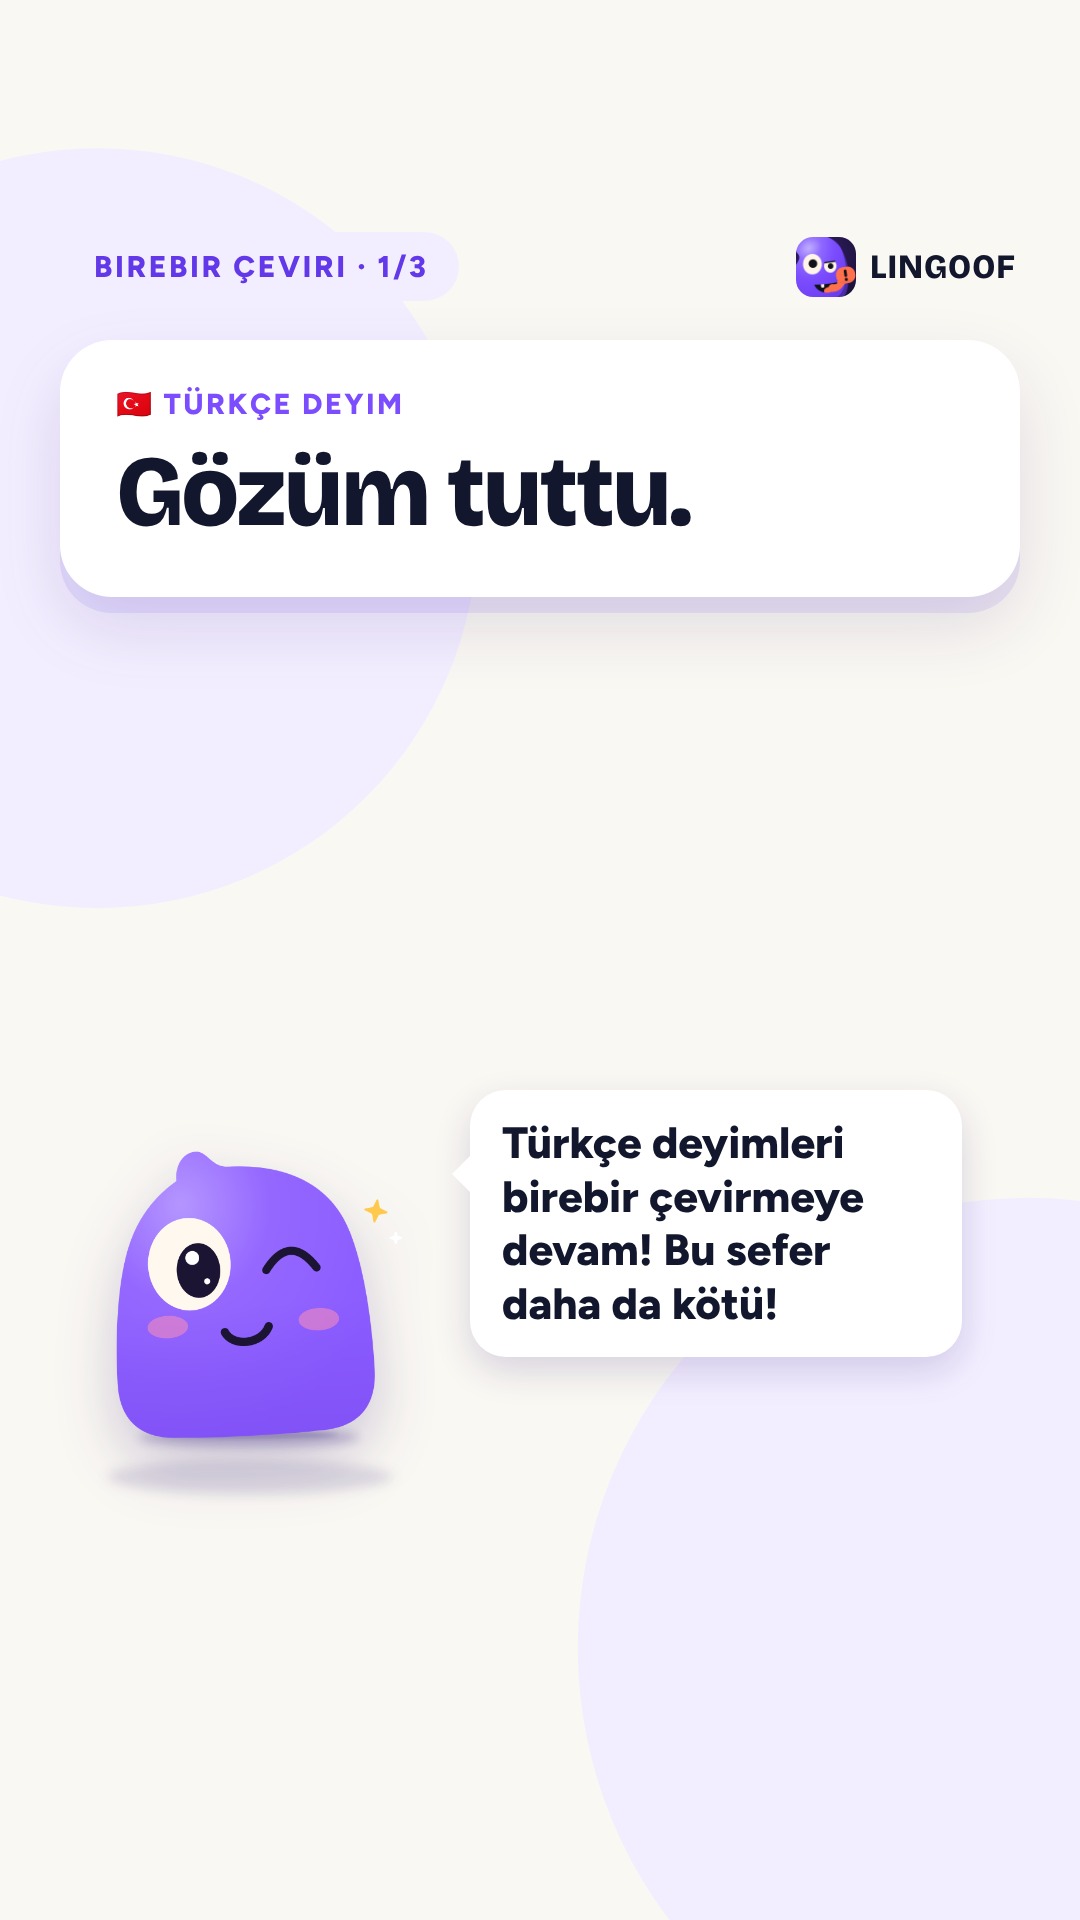 BIREBIR ÇEVIRI · 1/3
LINGOOF
🇹🇷 TÜRKÇE DEYIM
Gözüm tuttu.
Türkçe deyimleri
birebir çevirmeye
devam! Bu sefer
daha da kötü!